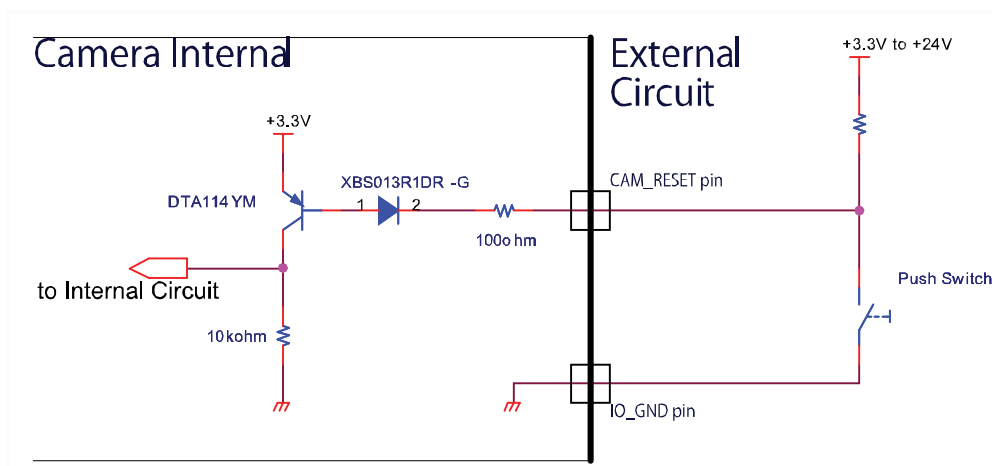 Camera Internal
External
Circuit
+3.3V to +24V
+3.3V
XBS013R1DR -G
CAM_RESET pin
DTA114YM
1
2
100ohm
to Internal Circuit
Push Switch
10kohm
IO_GND pin